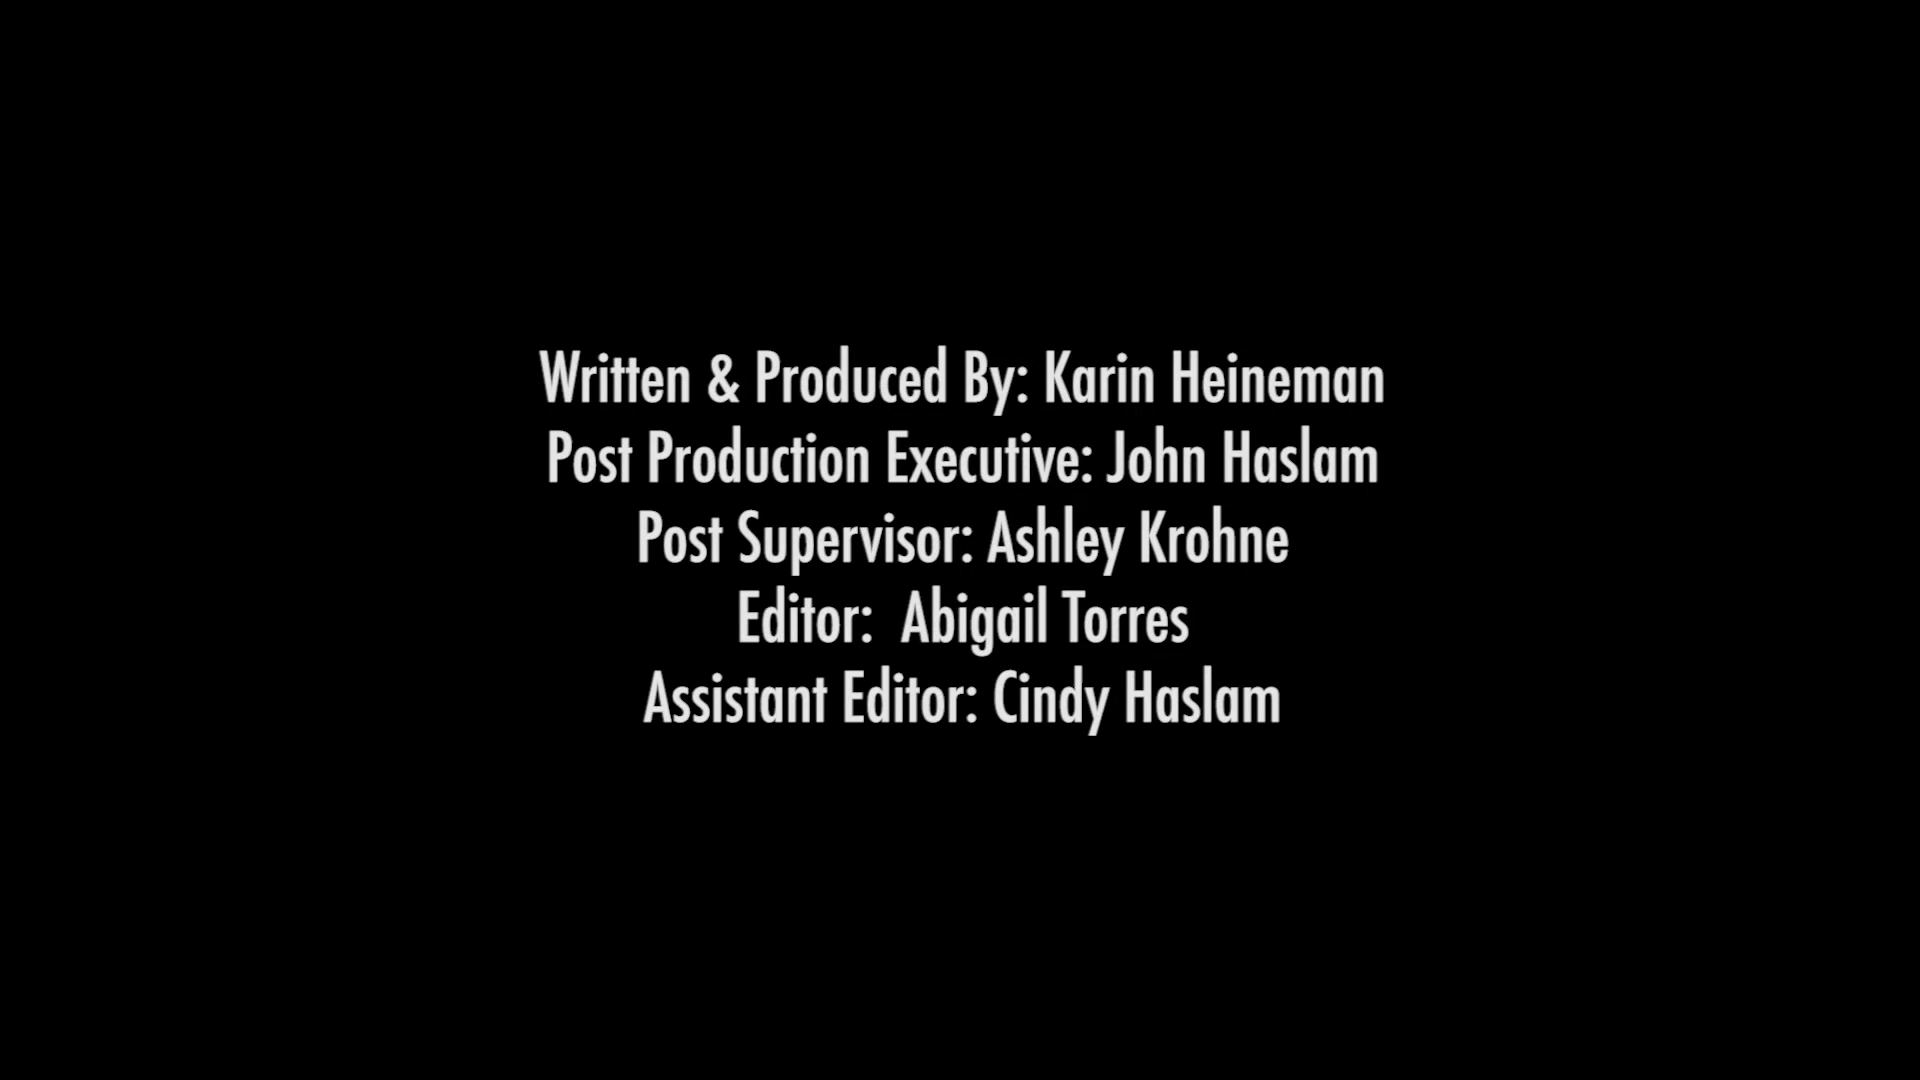 Written & Produced By: Karin Heineman
Post Production Executive: John Haslam
Post Supervisor: Ashley Krohne
Editor:  Abigail Torres
Assistant Editor: Cindy Haslam